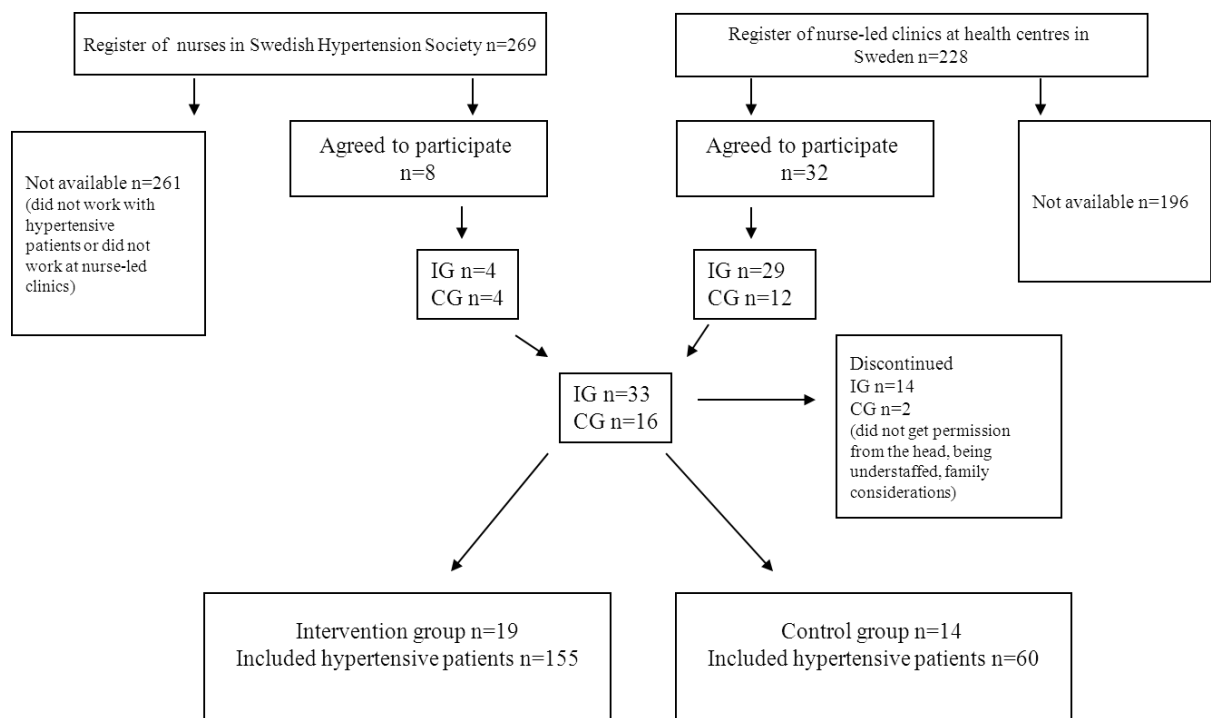 Register of nurses in Swedish Hypertension Society n=269
Register of nurse-led clinics at health centres in
Sweden n=228
Not available n=261
(did not work with
hypertensive
patients or did not
work at nurse-led
clinics)
Agreed to participate
n=8
Agreed to participate
n=32
Not available n=196
IG n=4
CG n=4
IG n=29
CG n=12
IG n=33
CG n=16
Discontinued
IG n=14
CG n=2
(did not get permission
from the head, being
understaffed, family
considerations)
Intervention group n=19
Included hypertensive patients n=155
Control group n=14
Included hypertensive patients n=60